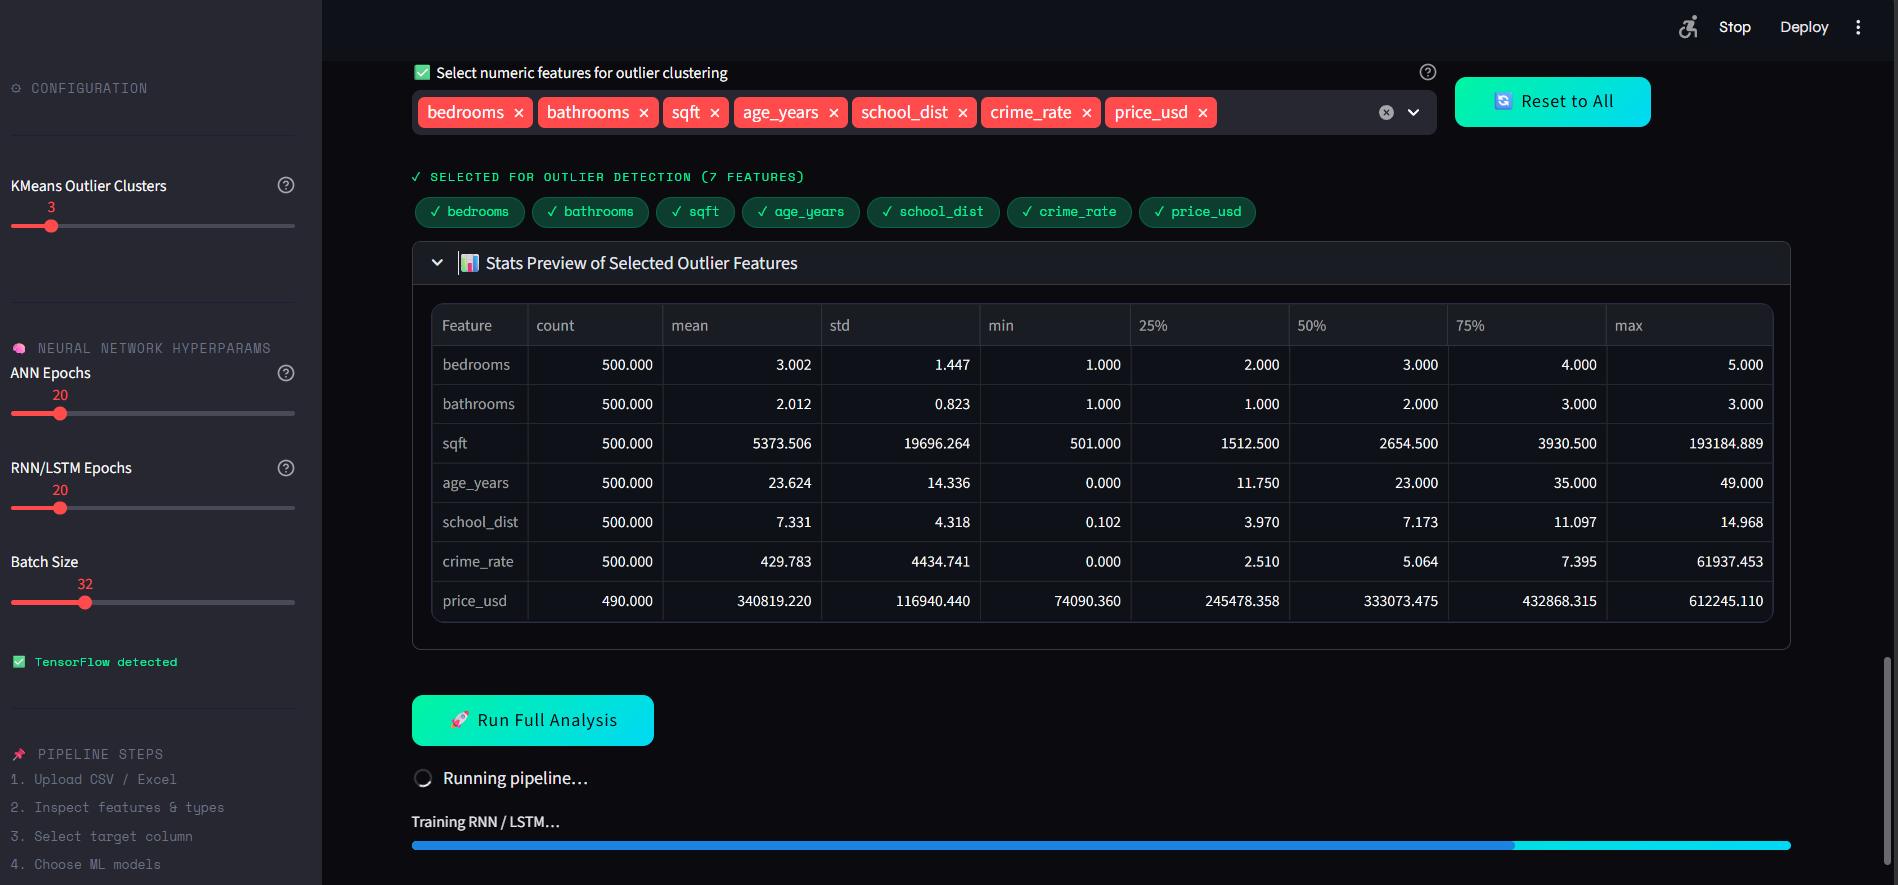 Stop
Deploy
CONFIGURATION
KMeans Outlier Clusters
3
NEURAL NETWORK HYPERPARAMS
ANN Epochs
20
RNN/LSTM Epochs
20
Batch Size
32
TensorFlow detected
PIPELINE STEPS
1. Upload CSV / Excel
2. Inspect features & types
3. Select target column
4. Choose ML models
Select numeric features for outlier clustering
bedrooms × bathrooms × sqft × age_years × school_dist × crime_rate × price_usd ×
Reset to All
✓ SELECTED FOR OUTLIER DETECTION (7 FEATURES)
✓ bedrooms ✓ bathrooms ✓ sqft ✓ age_years ✓ school_dist ✓ crime_rate ✓ price_usd
Stats Preview of Selected Outlier Features
Feature count mean std min 25% 50% 75% max
bedrooms 500.000 3.002 1.447 1.000 2.000 3.000 4.000 5.000
bathrooms 500.000 2.012 0.823 1.000 1.000 2.000 3.000 3.000
sqft 500.000 5373.506 19696.264 501.000 1512.500 2654.500 3930.500 193184.889
age_years 500.000 23.624 14.336 0.000 11.750 23.000 35.000 49.000
school_dist 500.000 7.331 4.318 0.102 3.970 7.173 11.097 14.968
crime_rate 500.000 429.783 4434.741 0.000 2.510 5.064 7.395 61937.453
price_usd 490.000 340819.220 116940.440 74090.360 245478.358 333073.475 432868.315 612245.110
Run Full Analysis
Running pipeline...
Training RNN / LSTM...